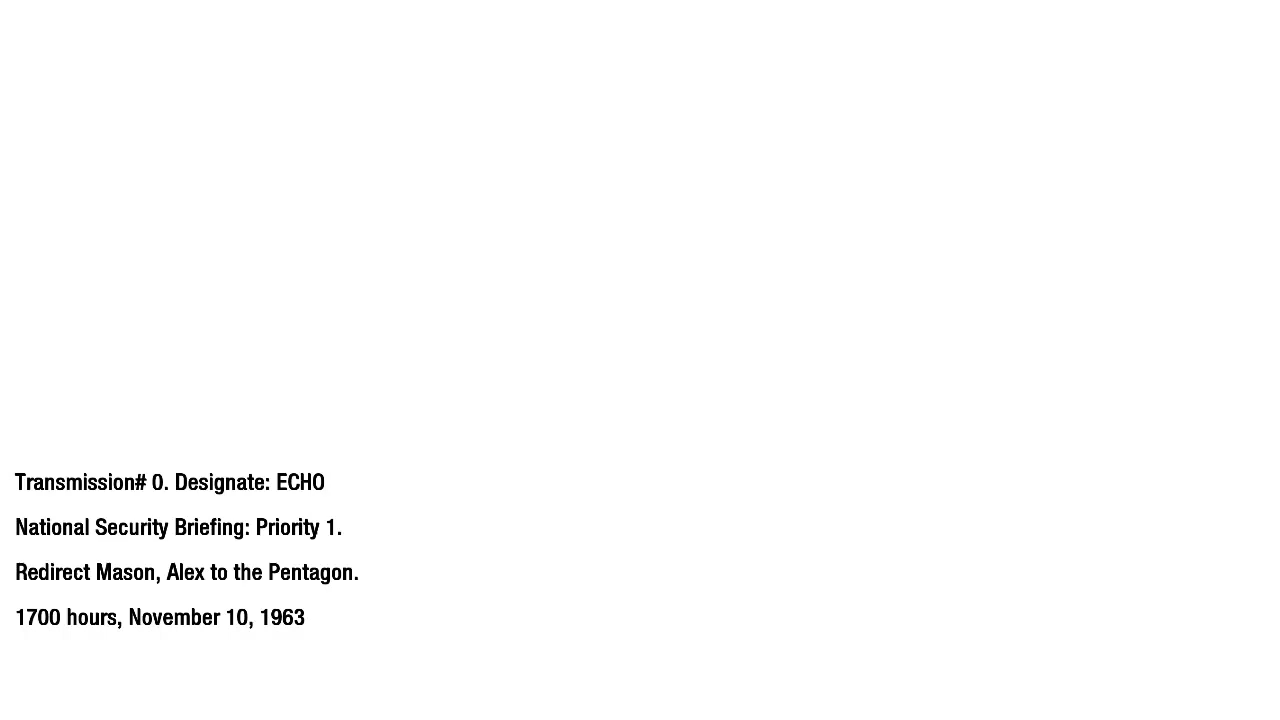 Transmission# 0. Designate: ECHO
National Security Briefing: Priority 1.
Redirect Mason, Alex to the Pentagon.
1700 hours, November 10, 1963